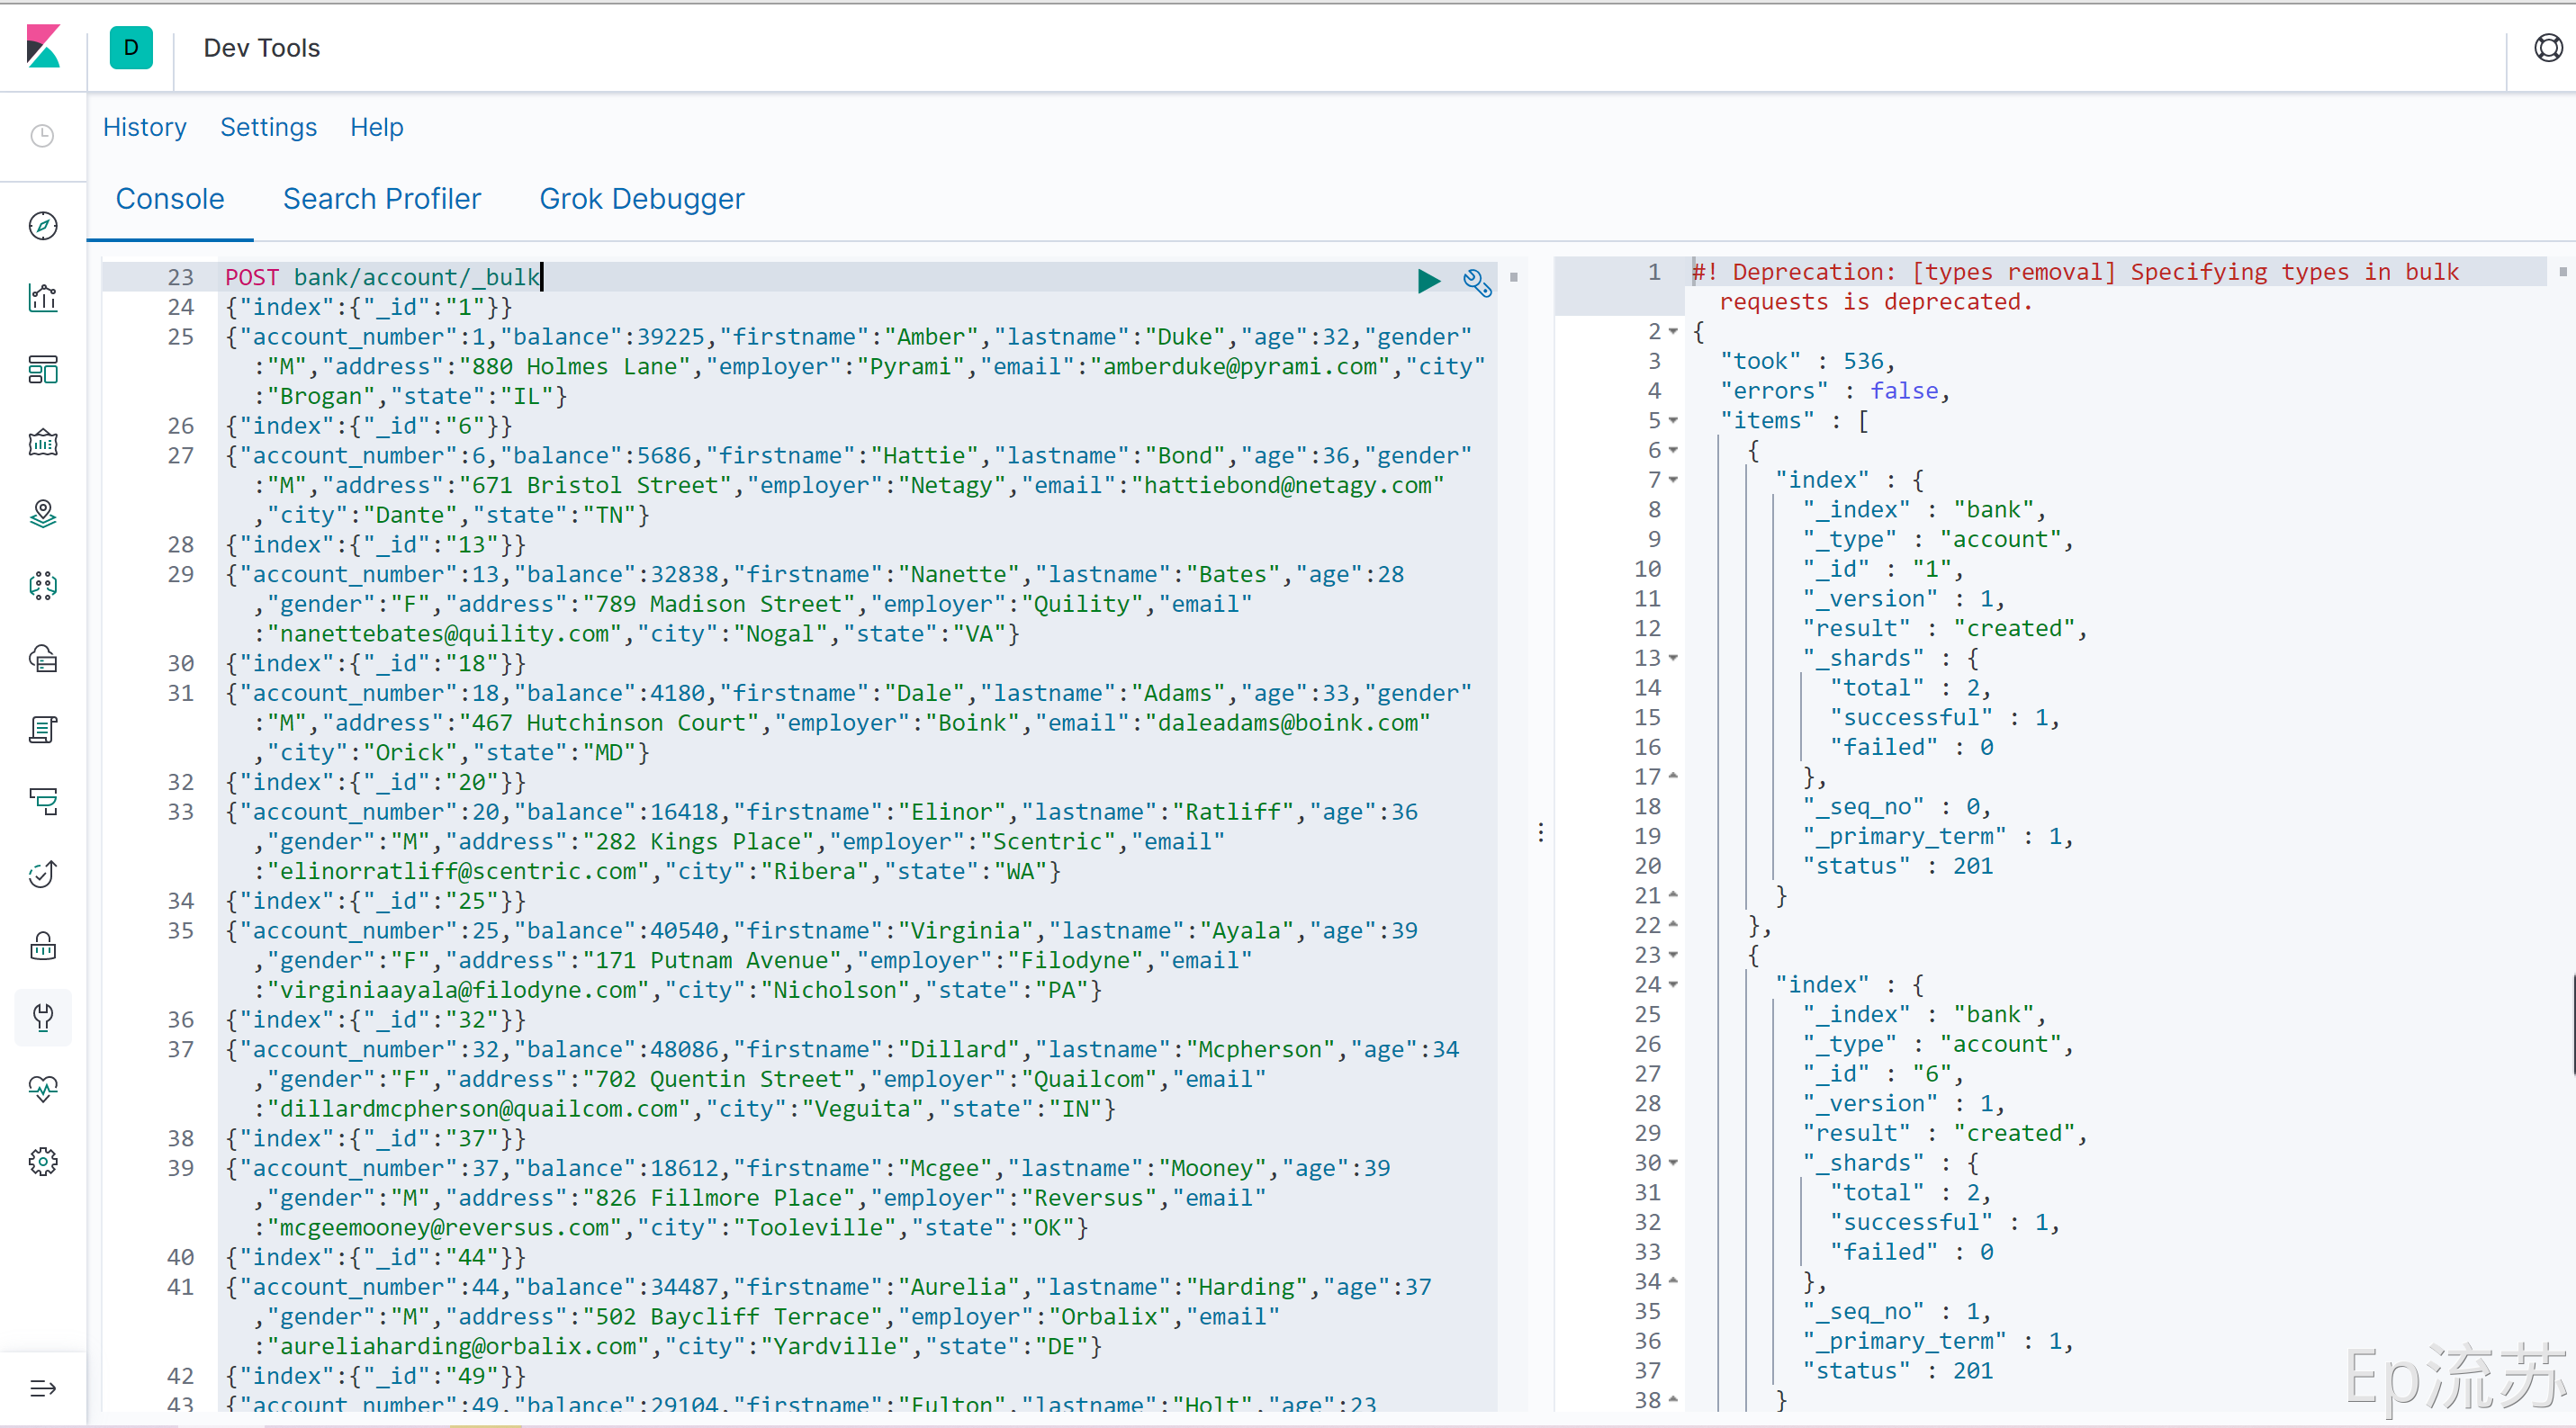 D
Dev Tools
History Settings Help
Console Search Profiler Grok Debugger
23 POST bank/account/_bulk
24 {"index":{"_id":"1"}}
25 {"account_number":1,"balance":39225,"firstname":"Amber","lastname":"Duke","age":32,"gender"
:"M","address":"880 Holmes Lane","employer":"Pyrami","email":"amberduke@pyrami.com","city"
:"Brogan","state":"IL"}
26 {"index":{"_id":"6"}}
27 {"account_number":6,"balance":5686,"firstname":"Hattie","lastname":"Bond","age":36,"gender"
:"M","address":"671 Bristol Street","employer":"Netagy","email":"hattiebond@netagy.com"
,"city":"Dante","state":"TN"}
28 {"index":{"_id":"13"}}
29 {"account_number":13,"balance":32838,"firstname":"Nanette","lastname":"Bates","age":28
,"gender":"F","address":"789 Madison Street","employer":"Quility","email"
:"nanettebates@quility.com","city":"Nogal","state":"VA"}
30 {"index":{"_id":"18"}}
31 {"account_number":18,"balance":4180,"firstname":"Dale","lastname":"Adams","age":33,"gender"
:"M","address":"467 Hutchinson Court","employer":"Boink","email":"daleadams@boink.com"
,"city":"Orick","state":"MD"}
32 {"index":{"_id":"20"}}
33 {"account_number":20,"balance":16418,"firstname":"Elinor","lastname":"Ratliff","age":36
,"gender":"M","address":"282 Kings Place","employer":"Scentric","email"
:"elinorratliff@scentric.com","city":"Ribera","state":"WA"}
34 {"index":{"_id":"25"}}
35 {"account_number":25,"balance":40540,"firstname":"Virginia","lastname":"Ayala","age":39
,"gender":"F","address":"171 Putnam Avenue","employer":"Filodyne","email"
:"virginiaayala@filodyne.com","city":"Nicholson","state":"PA"}
36 {"index":{"_id":"32"}}
37 {"account_number":32,"balance":48086,"firstname":"Dillard","lastname":"Mcpherson","age":34
,"gender":"F","address":"702 Quentin Street","employer":"Quailcom","email"
:"dillardmcpherson@quailcom.com","city":"Veguita","state":"IN"}
38 {"index":{"_id":"37"}}
39 {"account_number":37,"balance":18612,"firstname":"Mcgee","lastname":"Mooney","age":39
,"gender":"M","address":"826 Fillmore Place","employer":"Reversus","email"
:"mcgeemooney@reversus.com","city":"Tooleville","state":"OK"}
40 {"index":{"_id":"44"}}
41 {"account_number":44,"balance":34487,"firstname":"Aurelia","lastname":"Harding","age":37
,"gender":"M","address":"502 Baycliff Terrace","employer":"Orbalix","email"
:"aureliaharding@orbalix.com","city":"Yardville","state":"DE"}
42 {"index":{"_id":"49"}}
43 {"account_number":49,"balance":29104,"firstname":"Fulton","lastname":"Holt","age":23
1 #! Deprecation: [types removal] Specifying types in bulk
requests is deprecated.
2 {
3 "took" : 536,
4 "errors" : false,
5 "items" : [
6 {
7 "index" : {
8 "_index" : "bank",
9 "_type" : "account",
10 "_id" : "1",
11 "_version" : 1,
12 "result" : "created",
13 "_shards" : {
14 "total" : 2,
15 "successful" : 1,
16 "failed" : 0
17 },
18 "_seq_no" : 0,
19 "_primary_term" : 1,
20 "status" : 201
21 }
22 },
23 {
24 "index" : {
25 "_index" : "bank",
26 "_type" : "account",
27 "_id" : "6",
28 "_version" : 1,
29 "result" : "created",
30 "_shards" : {
31 "total" : 2,
32 "successful" : 1,
33 "failed" : 0
34 },
35 "_seq_no" : 1,
36 "_primary_term" : 1,
37 "status" : 201
38 }
Ep流苏